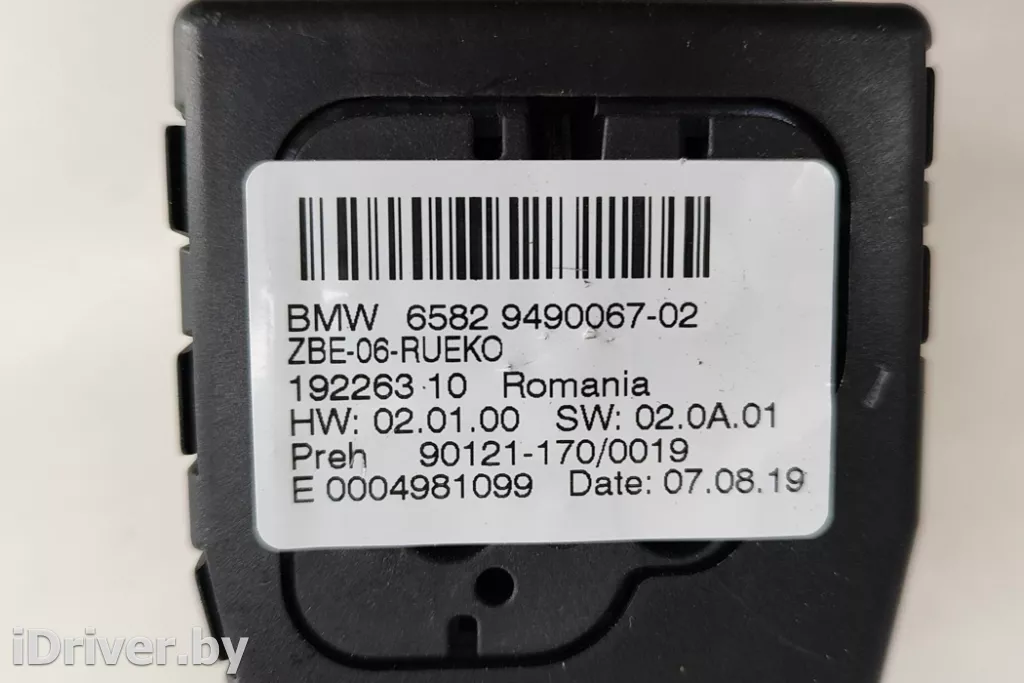 BMW 6582 9490067-02
ZBE-06-RUEKO
192263 10 Romania
HW: 02.01.00 SW: 02.0A.01
Preh 90121-170/0019
E 0004981099 Date: 07.08.19
iDriver.by